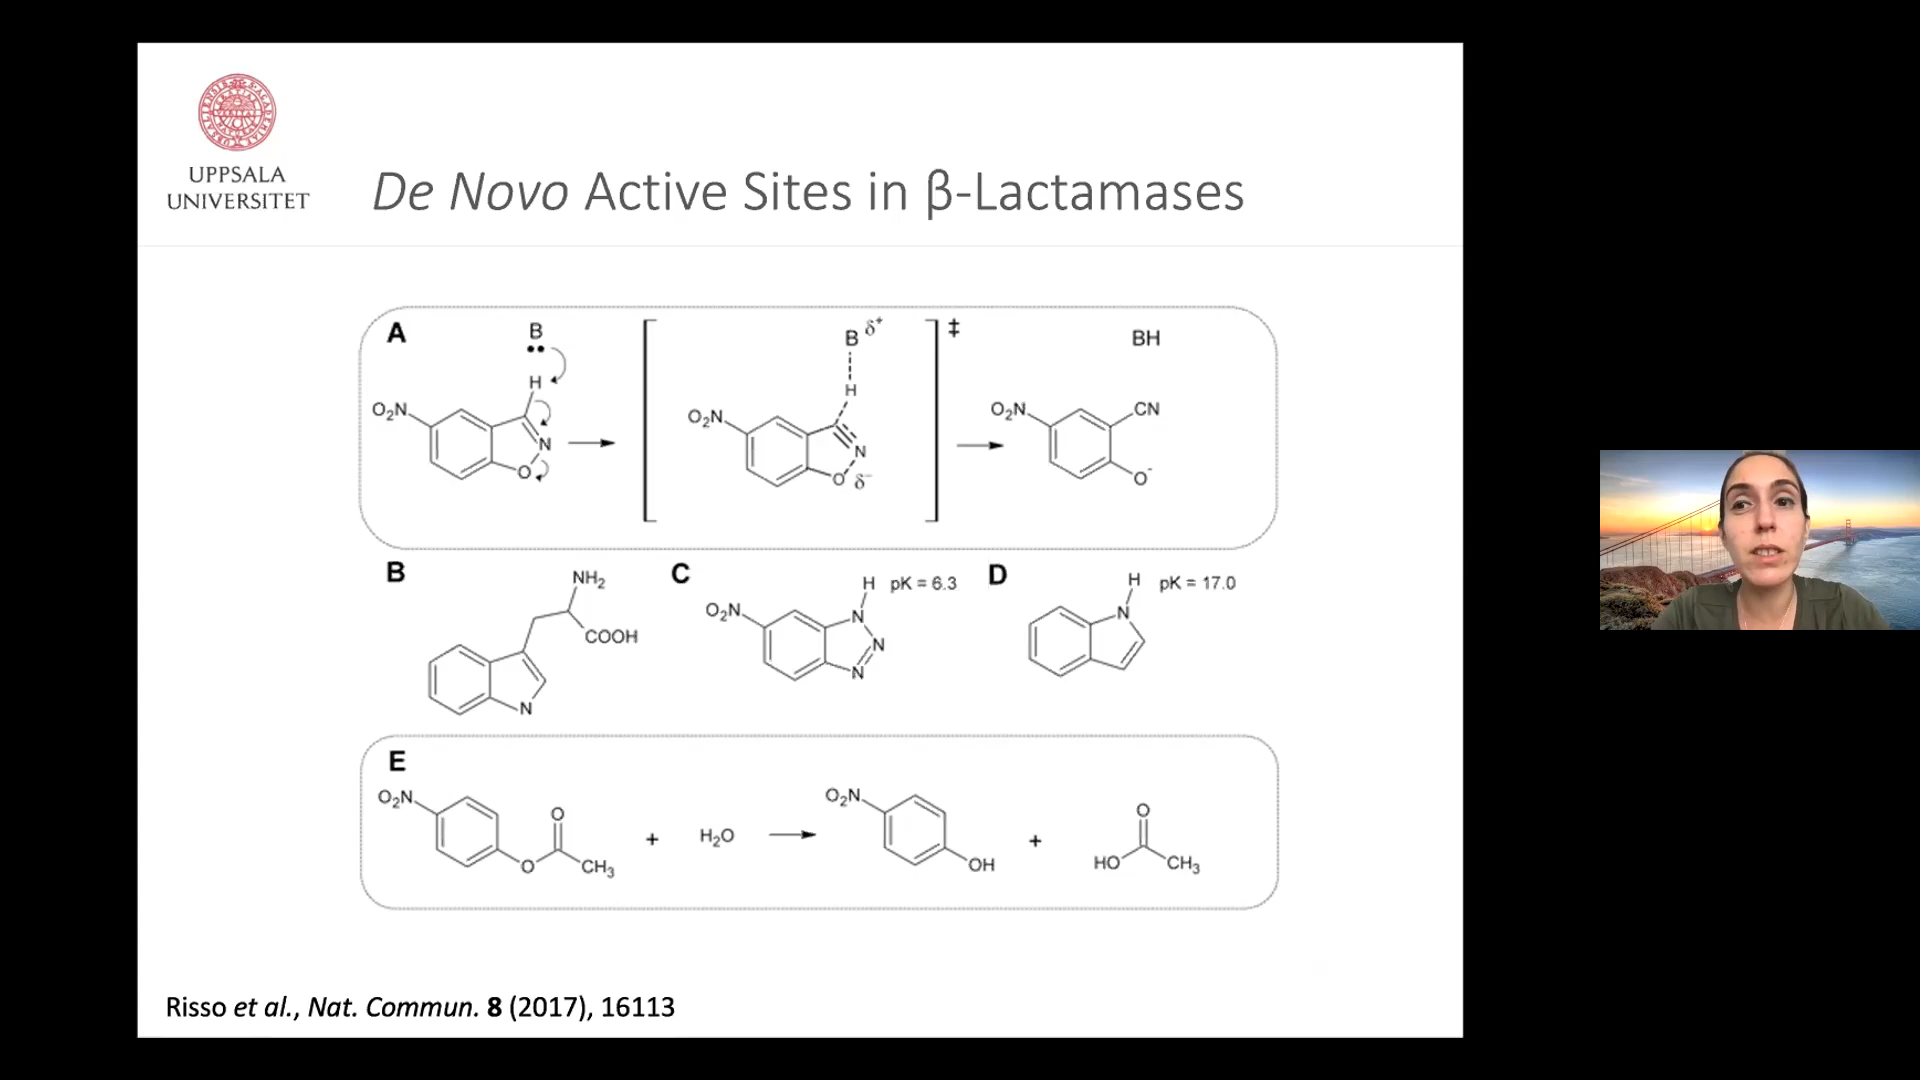 UPPSALA
UNIVERSITET
De Novo Active Sites in β-Lactamases
A
B
H
O₂N
N
O
B δ⁺
H
O₂N
N
O δ⁻
‡
BH
O₂N
CN
O⁻
B
NH₂
COOH
N
C
H pK = 6.3
O₂N
N
N
N
D
H pK = 17.0
N
E
O₂N
O
O
CH₃
+ H₂O
O₂N
OH
+
O
HO
CH₃
Risso et al., Nat. Commun. 8 (2017), 16113